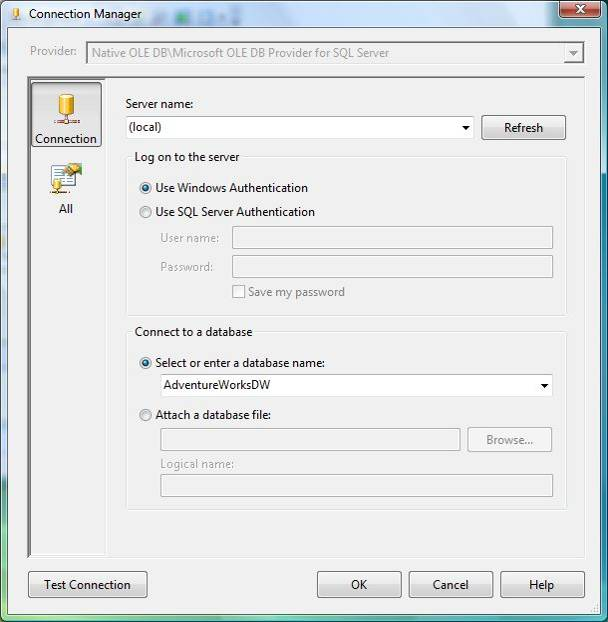 Connection Manager
Provider: Native OLE DB\Microsoft OLE DB Provider for SQL Server
Connection
All
Server name:
(local) Refresh
Log on to the server
Use Windows Authentication
Use SQL Server Authentication
User name:
Password:
Save my password
Connect to a database
Select or enter a database name:
AdventureWorksDW
Attach a database file:
Browse...
Logical name:
Test Connection OK Cancel Help